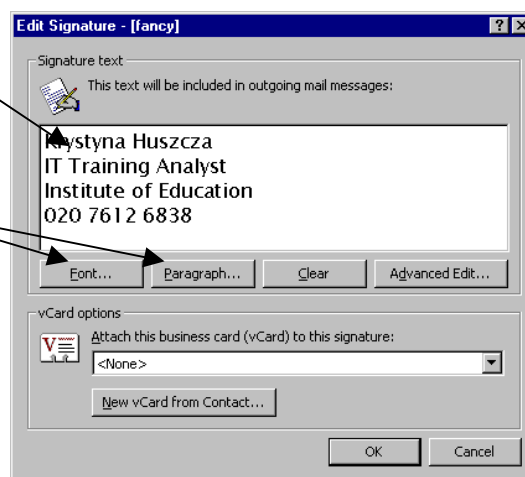 Edit Signature - [fancy]
Signature text
This text will be included in outgoing mail messages:
Krystyna Huszcza
IT Training Analyst
Institute of Education
020 7612 6838
Font... Paragraph... Clear Advanced Edit...
vCard options
Attach this business card (vCard) to this signature:
<None>
New vCard from Contact...
OK Cancel